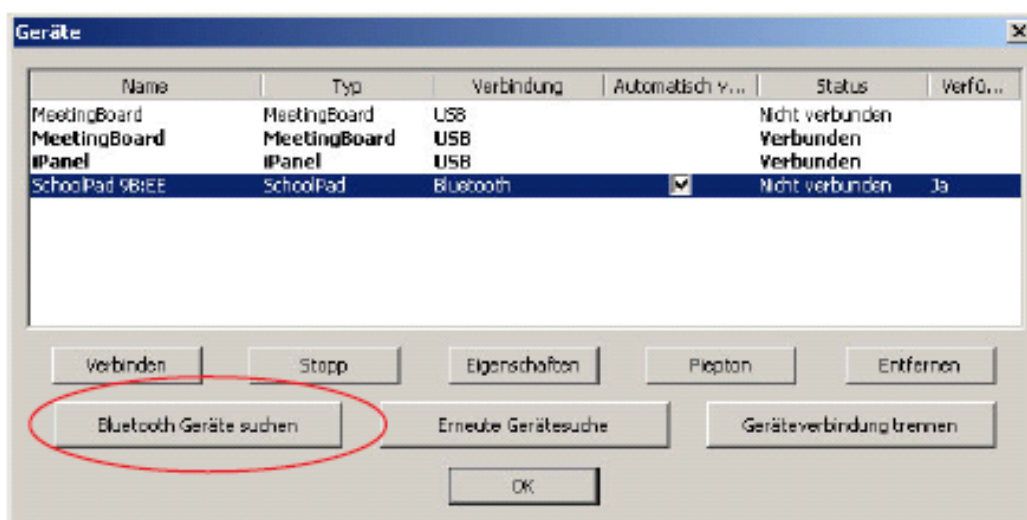 Geräte
Name Typ Verbindung Automatisch v... Status Verfü...
MeetingBoard MeetingBoard USB Nicht verbunden
MeetingBoard MeetingBoard USB Verbunden
iPanel iPanel USB Verbunden
SchoolPad 9B:EE SchoolPad Bluetooth Nicht verbunden Ja
Verbinden Stopp Eigenschaften Piepton Entfernen
Bluetooth Geräte suchen Erneute Gerätesuche Geräteverbindung trennen
OK